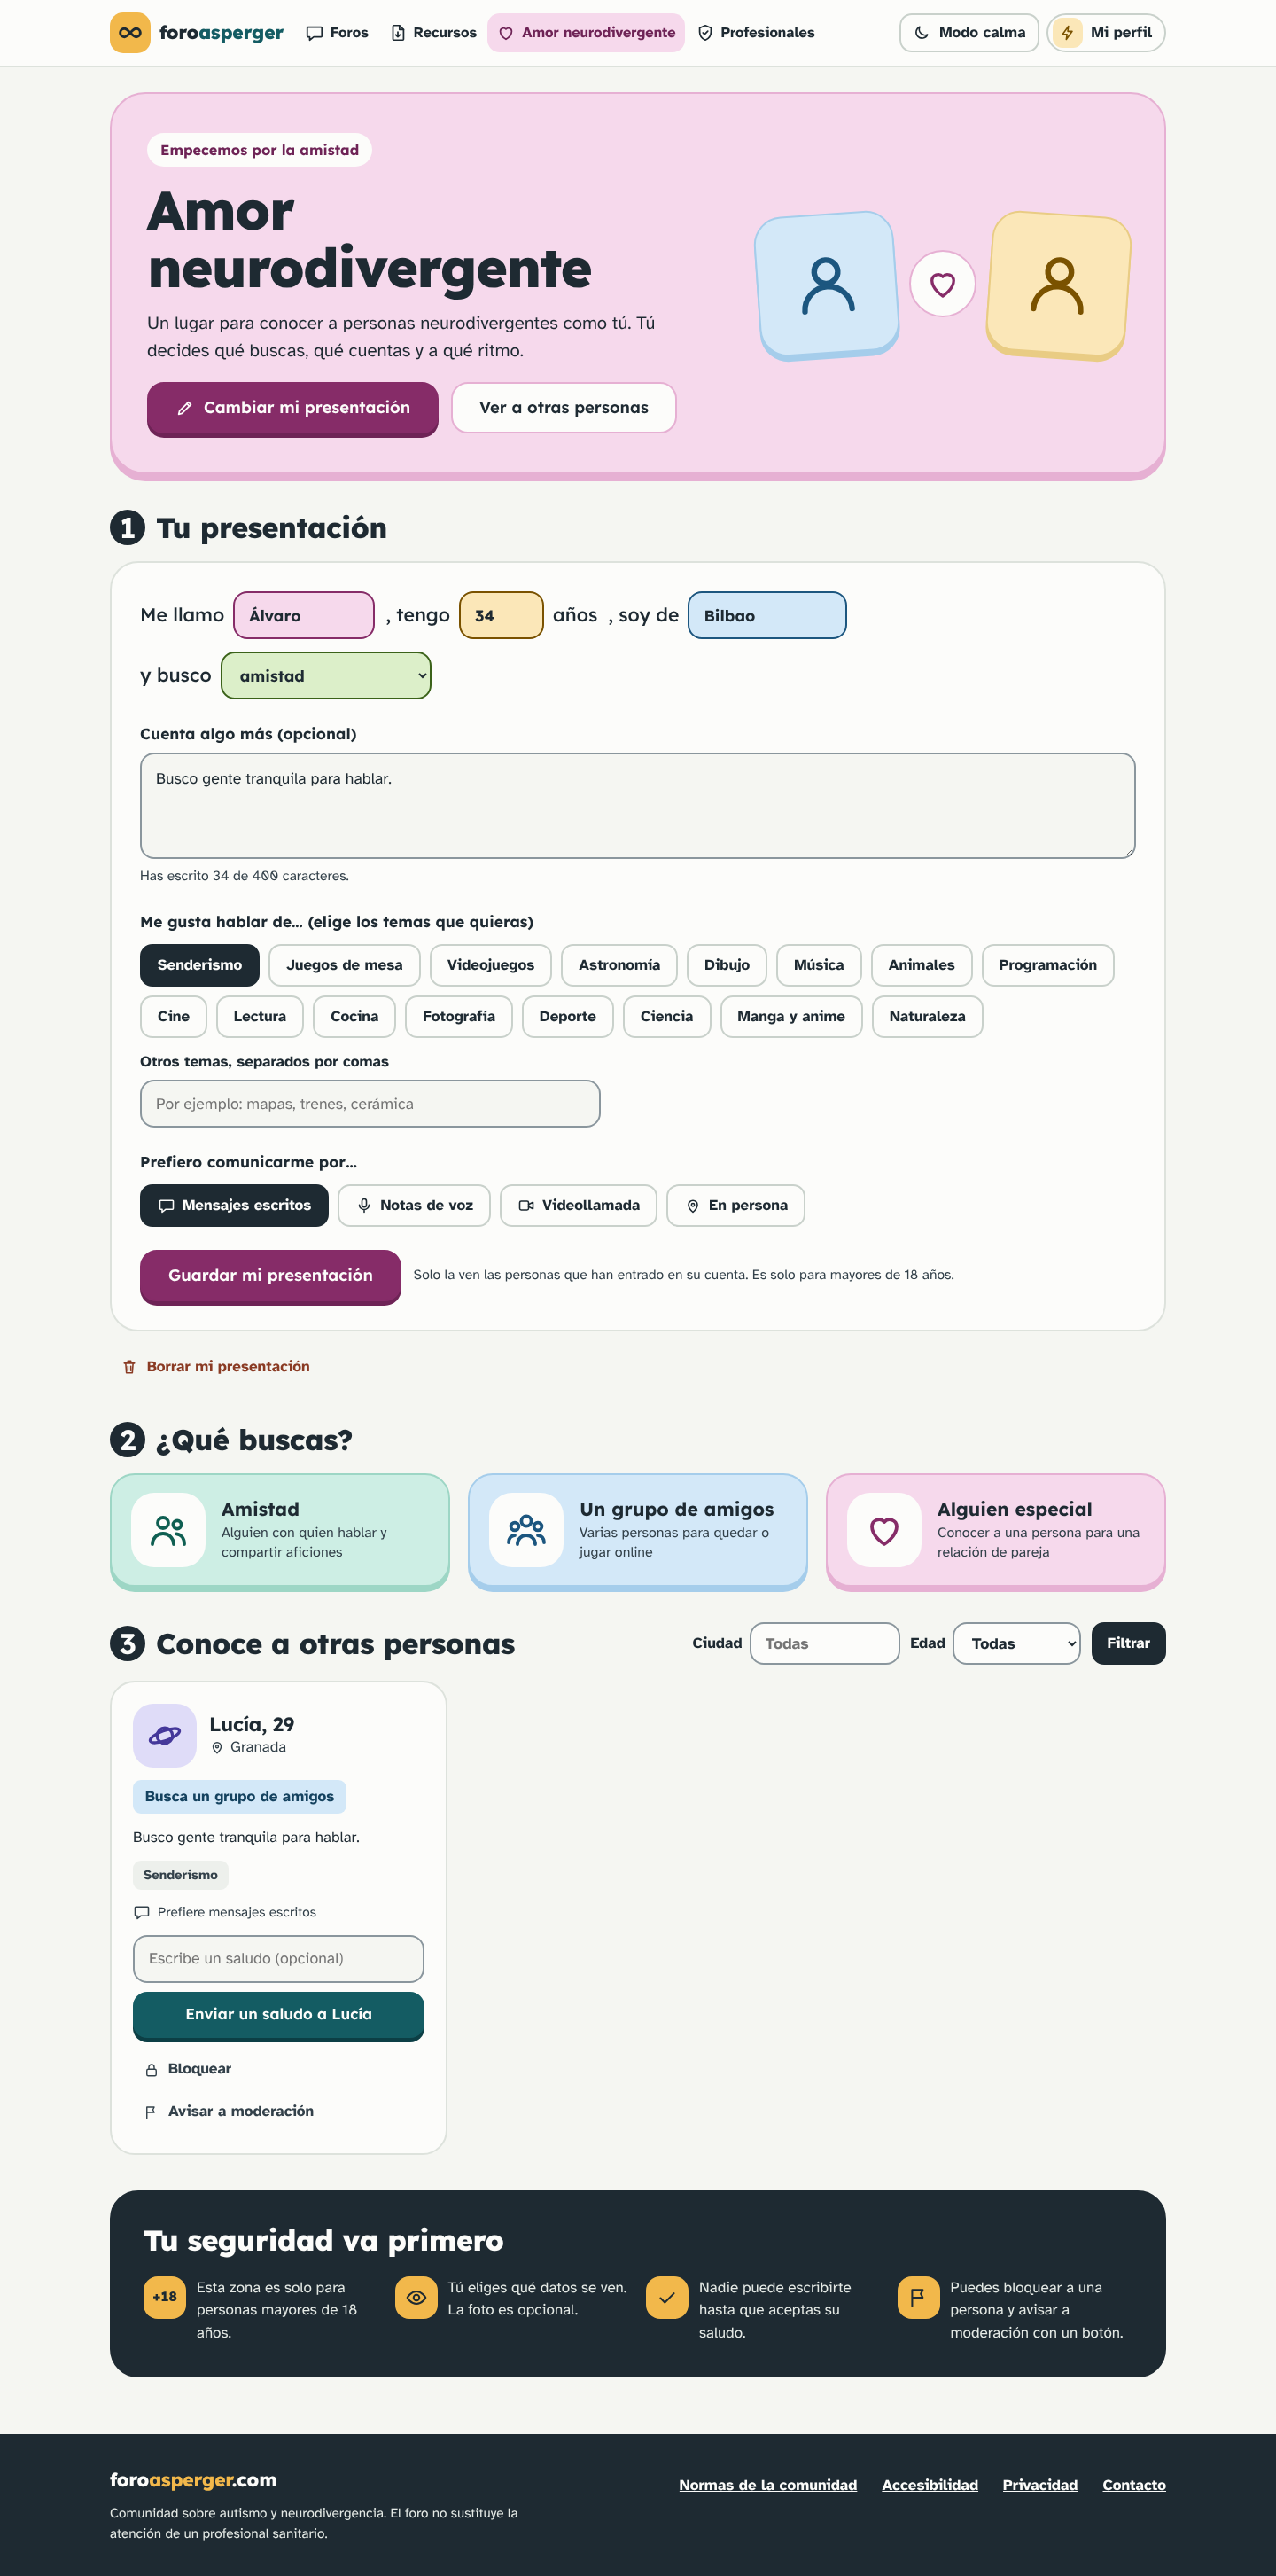 foroasperger
Foros
Recursos
Amor neurodivergente
Profesionales
Modo calma
Mi perfil
Empecemos por la amistad
Amor
neurodivergente
Un lugar para conocer a personas neurodivergentes como tú. Tú
decides qué buscas, qué cuentas y a qué ritmo.
Cambiar mi presentación
Ver a otras personas
1 Tu presentación
Me llamo Álvaro , tengo 34 años , soy de Bilbao
y busco amistad
Cuenta algo más (opcional)
Busco gente tranquila para hablar.
Has escrito 34 de 400 caracteres.
Me gusta hablar de... (elige los temas que quieras)
Senderismo Juegos de mesa Videojuegos Astronomía Dibujo Música Animales Programación
Cine Lectura Cocina Fotografía Deporte Ciencia Manga y anime Naturaleza
Otros temas, separados por comas
Por ejemplo: mapas, trenes, cerámica
Prefiero comunicarme por...
Mensajes escritos Notas de voz Videollamada En persona
Guardar mi presentación
Solo la ven las personas que han entrado en su cuenta. Es solo para mayores de 18 años.
Borrar mi presentación
2 ¿Qué buscas?
Amistad
Alguien con quien hablar y
compartir aficiones
Un grupo de amigos
Varias personas para quedar o
jugar online
Alguien especial
Conocer a una persona para una
relación de pareja
3 Conoce a otras personas
Ciudad Todas Edad Todas Filtrar
Lucía, 29
Granada
Busca un grupo de amigos
Busco gente tranquila para hablar.
Senderismo
Prefiere mensajes escritos
Escribe un saludo (opcional)
Enviar un saludo a Lucía
Bloquear
Avisar a moderación
Tu seguridad va primero
+18
Esta zona es solo para
personas mayores de 18
años.
Tú eliges qué datos se ven.
La foto es opcional.
Nadie puede escribirte
hasta que aceptas su
saludo.
Puedes bloquear a una
persona y avisar a
moderación con un botón.
foroasperger.com
Comunidad sobre autismo y neurodivergencia. El foro no sustituye la
atención de un profesional sanitario.
Normas de la comunidad Accesibilidad Privacidad Contacto